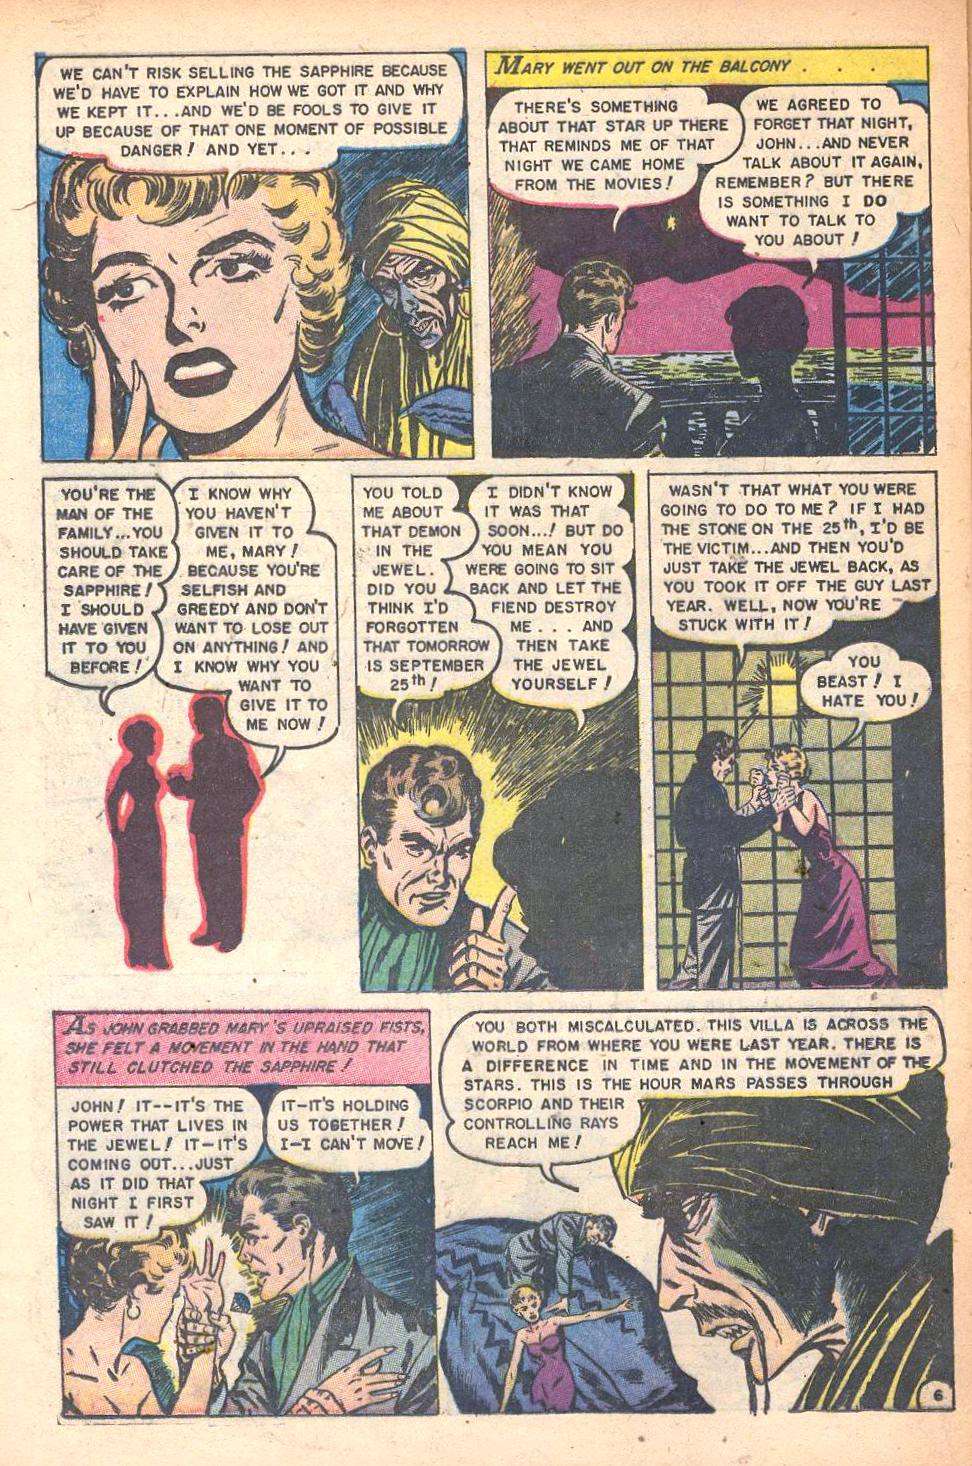 WE CAN'T RISK SELLING THE SAPPHIRE BECAUSE
WE'D HAVE TO EXPLAIN HOW WE GOT IT AND WHY
WE KEPT IT...AND WE'D BE FOOLS TO GIVE IT
UP BECAUSE OF THAT ONE MOMENT OF POSSIBLE
DANGER! AND YET...
MARY WENT OUT ON THE BALCONY . . . .
THERE'S SOMETHING
ABOUT THAT STAR UP THERE
THAT REMINDS ME OF THAT
NIGHT WE CAME HOME
FROM THE MOVIES!
WE AGREED TO
FORGET THAT NIGHT,
JOHN...AND NEVER
TALK ABOUT IT AGAIN,
REMEMBER? BUT THERE
IS SOMETHING I DO
WANT TO TALK TO
YOU ABOUT!
YOU'RE THE
MAN OF THE
FAMILY...YOU
SHOULD TAKE
CARE OF THE
SAPPHIRE!
I SHOULD
HAVE GIVEN
IT TO YOU
BEFORE!
I KNOW WHY
YOU HAVEN'T
GIVEN IT TO
ME, MARY!
BECAUSE YOU'RE
SELFISH AND
GREEDY AND DON'T
WANT TO LOSE OUT
ON ANYTHING! AND
I KNOW WHY YOU
WANT TO
GIVE IT TO
ME NOW!
YOU TOLD
ME ABOUT
THAT DEMON
IN THE
JEWEL.
DID YOU
THINK I'D
FORGOTTEN
THAT TOMORROW
IS SEPTEMBER
25th!
I DIDN'T KNOW
IT WAS THAT
SOON...! BUT DO
YOU MEAN YOU
WERE GOING TO SIT
BACK AND LET THE
FIEND DESTROY
ME... AND
THEN TAKE
THE JEWEL
YOURSELF!
WASN'T THAT WHAT YOU WERE
GOING TO DO TO ME? IF I HAD
THE STONE ON THE 25th, I'D BE
THE VICTIM...AND THEN YOU'D
JUST TAKE THE JEWEL BACK, AS
YOU TOOK IT OFF THE GUY LAST
YEAR. WELL, NOW YOU'RE
STUCK WITH IT!
YOU
BEAST! I
HATE YOU!
AS JOHN GRABBED MARY'S UPRAISED FISTS,
SHE FELT A MOVEMENT IN THE HAND THAT
STILL CLUTCHED THE SAPPHIRE!
JOHN! IT--IT'S THE
POWER THAT LIVES IN
THE JEWEL! IT-IT'S
COMING OUT...JUST
AS IT DID THAT
NIGHT I FIRST
SAW IT!
IT-IT'S HOLDING
US TOGETHER!
I-I CAN'T MOVE!
YOU BOTH MISCALCULATED. THIS VILLA IS ACROSS THE
WORLD FROM WHERE YOU WERE LAST YEAR. THERE IS
A DIFFERENCE IN TIME AND IN THE MOVEMENT OF THE
STARS. THIS IS THE HOUR MARS PASSES THROUGH
SCORPIO AND THEIR
CONTROLLING RAYS
REACH ME!
6